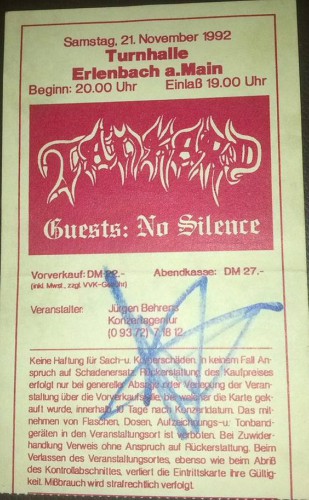 Samstag, 21. November 1992
Turnhalle
Erlenbach a.Main
Beginn: 20.00 Uhr Einlaß 19.00 Uhr
TANKARD
Guests: No Silence
Vorverkauf: DM 22.- Abendkasse: DM 27.-
(inkl. Mwst., zzgl. VVK-Gebühr)
Veranstalter: Jürgen Behrens
Konzertagentur
(0 93 72) 7 18 12
Keine Haftung für Sach-u. Körperschäden. In keinem Fall An-
spruch auf Schadensersatz. Rückerstattung des Kaufpreises
erfolgt nur bei genereller Absage oder Verlegung der Veran-
staltung über die Vorverkaufsstelle, bei welcher die Karte ge-
kauft wurde, innerhalb 10 Tage nach Konzertdatum. Das mit-
nehmen von Flaschen, Dosen, Aufzeichnungs-u. Tonband-
geräten in den Veranstaltungsort ist verboten. Bei Zuwider-
handlung Verweis ohne Anspruch auf Rückerstattung. Beim
Verlassen des Veranstaltungsortes, ebenso wie beim Abriß
des Kontrollabschnittes, verliert die Eintrittskarte ihre Gültig-
keit. Mißbrauch wird strafrechtlich verfolgt.